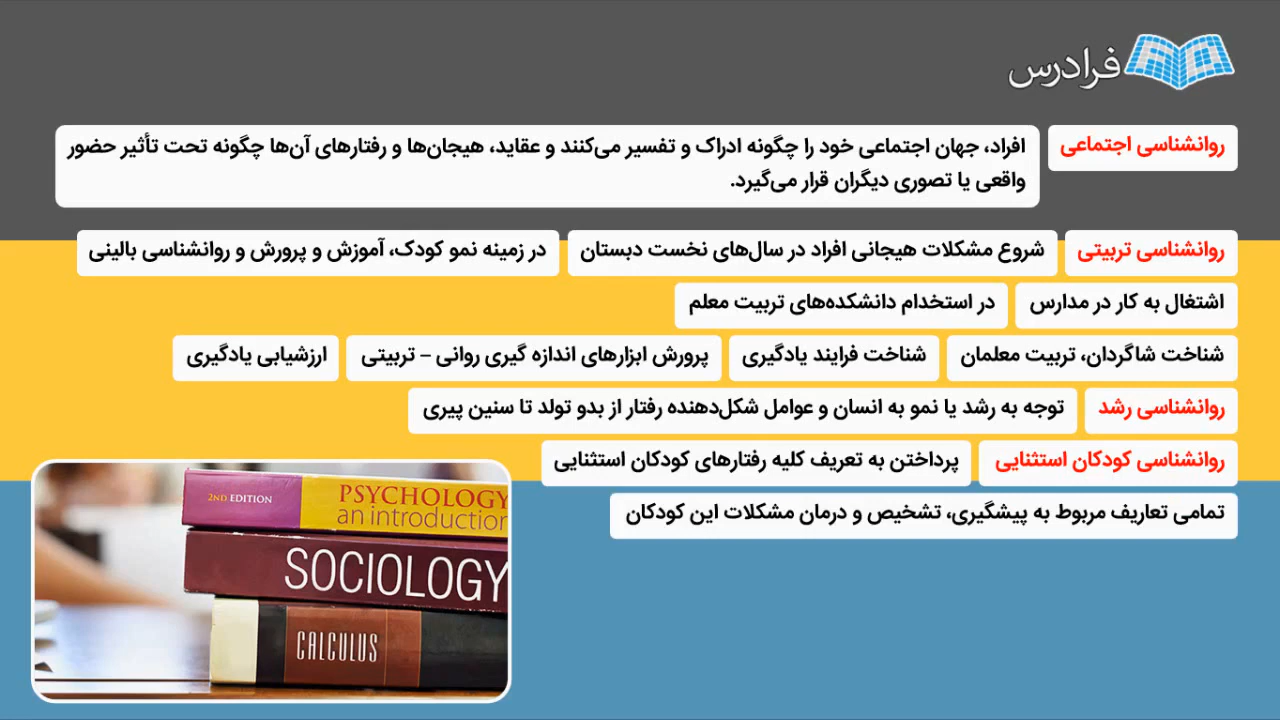 فرادرس
روانشناسی اجتماعی افراد، جهان اجتماعی خود را چگونه ادراک و تفسیر می‌کنند و عقاید، هیجان‌ها و رفتارهای آن‌ها چگونه تحت تأثیر حضور
واقعی یا تصوری دیگران قرار می‌گیرد.
روانشناسی تربیتی شروع مشکلات هیجانی افراد در سال‌های نخست دبستان در زمینه نمو کودک، آموزش و پرورش و روانشناسی بالینی
اشتغال به کار در مدارس در استخدام دانشکده‌های تربیت معلم
شناخت شاگردان، تربیت معلمان شناخت فرایند یادگیری پرورش ابزارهای اندازه گیری روانی – تربیتی ارزشیابی یادگیری
روانشناسی رشد توجه به رشد یا نمو به انسان و عوامل شکل‌دهنده رفتار از بدو تولد تا سنین پیری
روانشناسی کودکان استثنایی پرداختن به تعریف کلیه رفتارهای کودکان استثنایی
تمامی تعاریف مربوط به پیشگیری، تشخیص و درمان مشکلات این کودکان
2ND EDITION PSYCHOLOGY
an introduction
SOCIOLOGY
CALCULUS